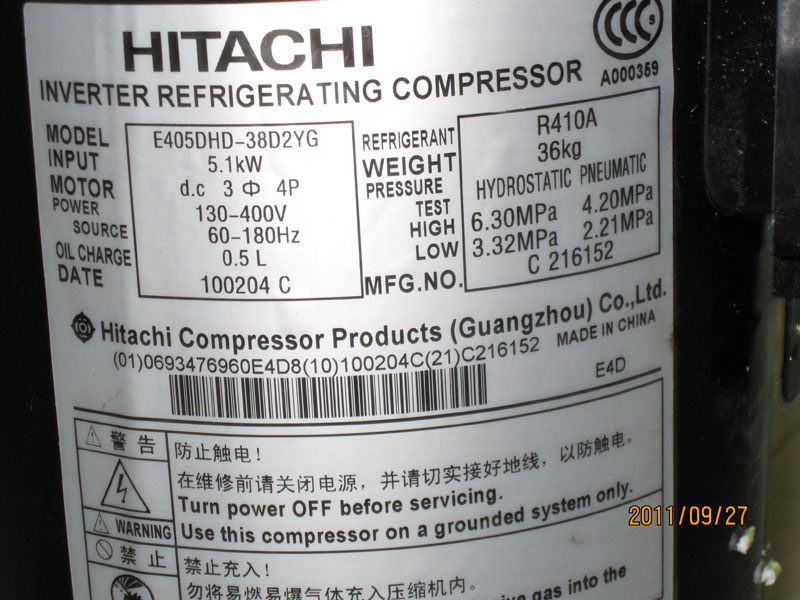 HITACHI
CCC S
A000359
INVERTER REFRIGERATING COMPRESSOR
MODEL E405DHD-38D2YG
INPUT 5.1kW
MOTOR d.c 3 Φ 4P
POWER SOURCE 130-400V
60-180Hz
OIL CHARGE 0.5 L
DATE 100204 C
REFRIGERANT R410A
WEIGHT 36kg
PRESSURE TEST HYDROSTATIC PNEUMATIC
HIGH 6.30MPa 4.20MPa
LOW 3.32MPa 2.21MPa
MFG.NO. C 216152
Hitachi Compressor Products (Guangzhou) Co.,Ltd.
MADE IN CHINA
(01)0693476960E4D8(10)100204C(21)C216152
E4D
警告
防止触电!
在维修前请关闭电源，并请切实接好地线，以防触电。
Turn power OFF before servicing.
WARNING
Use this compressor on a grounded system only.
禁止
禁止充入!
勿将易燃易爆气体充入压缩机内。
gas into the
2011/09/27